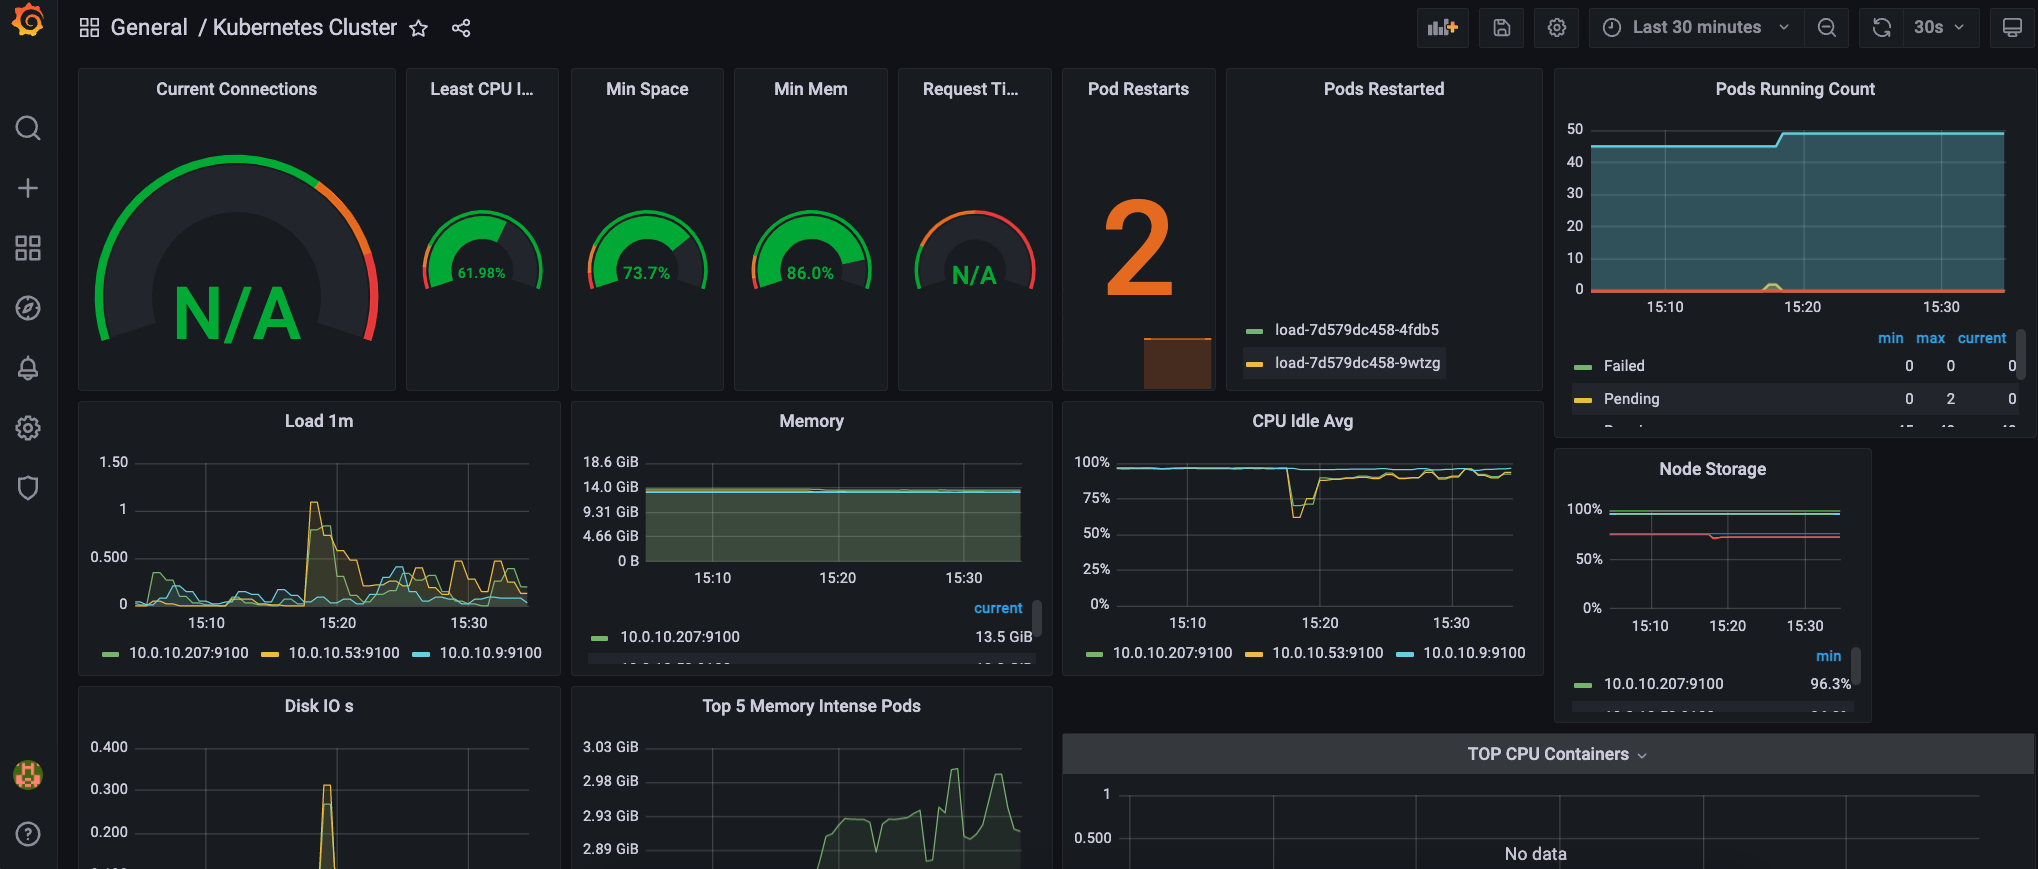 General / Kubernetes Cluster
Last 30 minutes
30s
Current Connections
N/A
Least CPU I...
61.98%
Min Space
73.7%
Min Mem
86.0%
Request Ti...
N/A
Pod Restarts
2
Pods Restarted
load-7d579dc458-4fdb5
load-7d579dc458-9wtzg
Pods Running Count
50
40
30
20
10
0
15:10 15:20 15:30
min max current
Failed 0 0 0
Pending 0 2 0
Load 1m
1.50
1
0.500
0
15:10 15:20 15:30
10.0.10.207:9100 10.0.10.53:9100 10.0.10.9:9100
Memory
18.6 GiB
14.0 GiB
9.31 GiB
4.66 GiB
0 B
15:10 15:20 15:30
current
10.0.10.207:9100 13.5 GiB
CPU Idle Avg
100%
75%
50%
25%
0%
15:10 15:20 15:30
10.0.10.207:9100 10.0.10.53:9100 10.0.10.9:9100
Node Storage
100%
50%
0%
15:10 15:20 15:30
min
10.0.10.207:9100 96.3%
Disk IO s
0.400
0.300
0.200
Top 5 Memory Intense Pods
3.03 GiB
2.98 GiB
2.93 GiB
2.89 GiB
TOP CPU Containers
1
0.500
No data